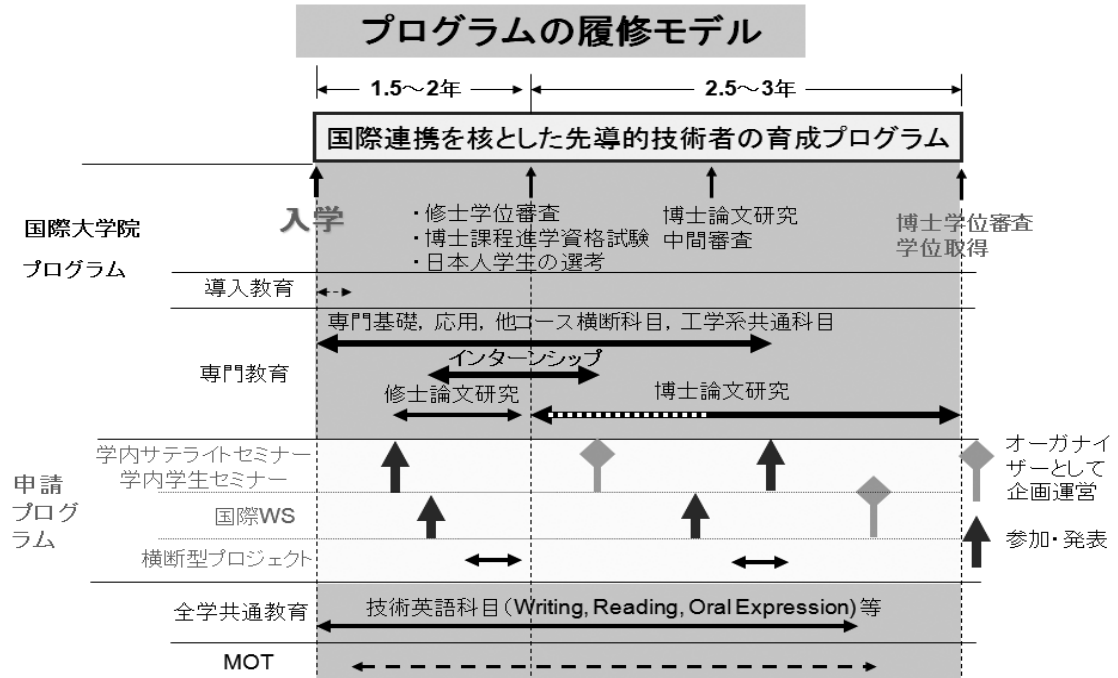 プログラムの履修モデル
1.5～2年
2.5～3年
国際連携を核とした先導的技術者の育成プログラム
国際大学院
プログラム
入学
・修士学位審査
・博士課程進学資格試験
・日本人学生の選考
博士論文研究
中間審査
博士学位審査
学位取得
導入教育
専門教育
専門基礎, 応用, 他コース横断科目, 工学系共通科目
インターンシップ
修士論文研究
博士論文研究
申請
プログ
ラム
学内サテライトセミナー
学内学生セミナー
国際WS
横断型プロジェクト
オーガナイ
ザーとして
企画運営
参加・発表
全学共通教育
技術英語科目(Writing, Reading, Oral Expression)等
MOT